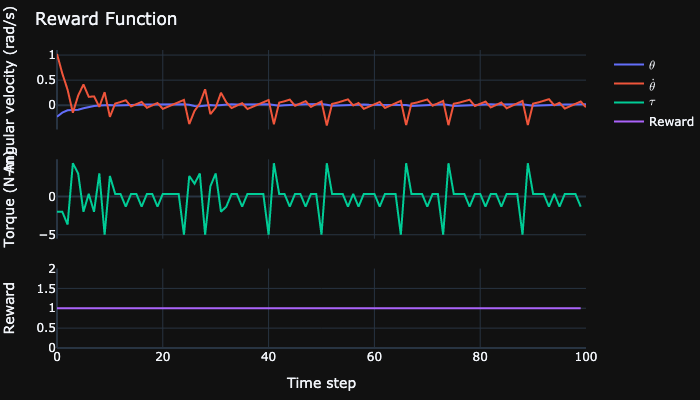 Reward Function
Angular velocity (rad/s)
1
0.5
0
θ
θ̇
τ
Reward
Torque (N-m)
0
−5
Reward
2
1.5
1
0.5
0
0 20 40 60 80 100
Time step